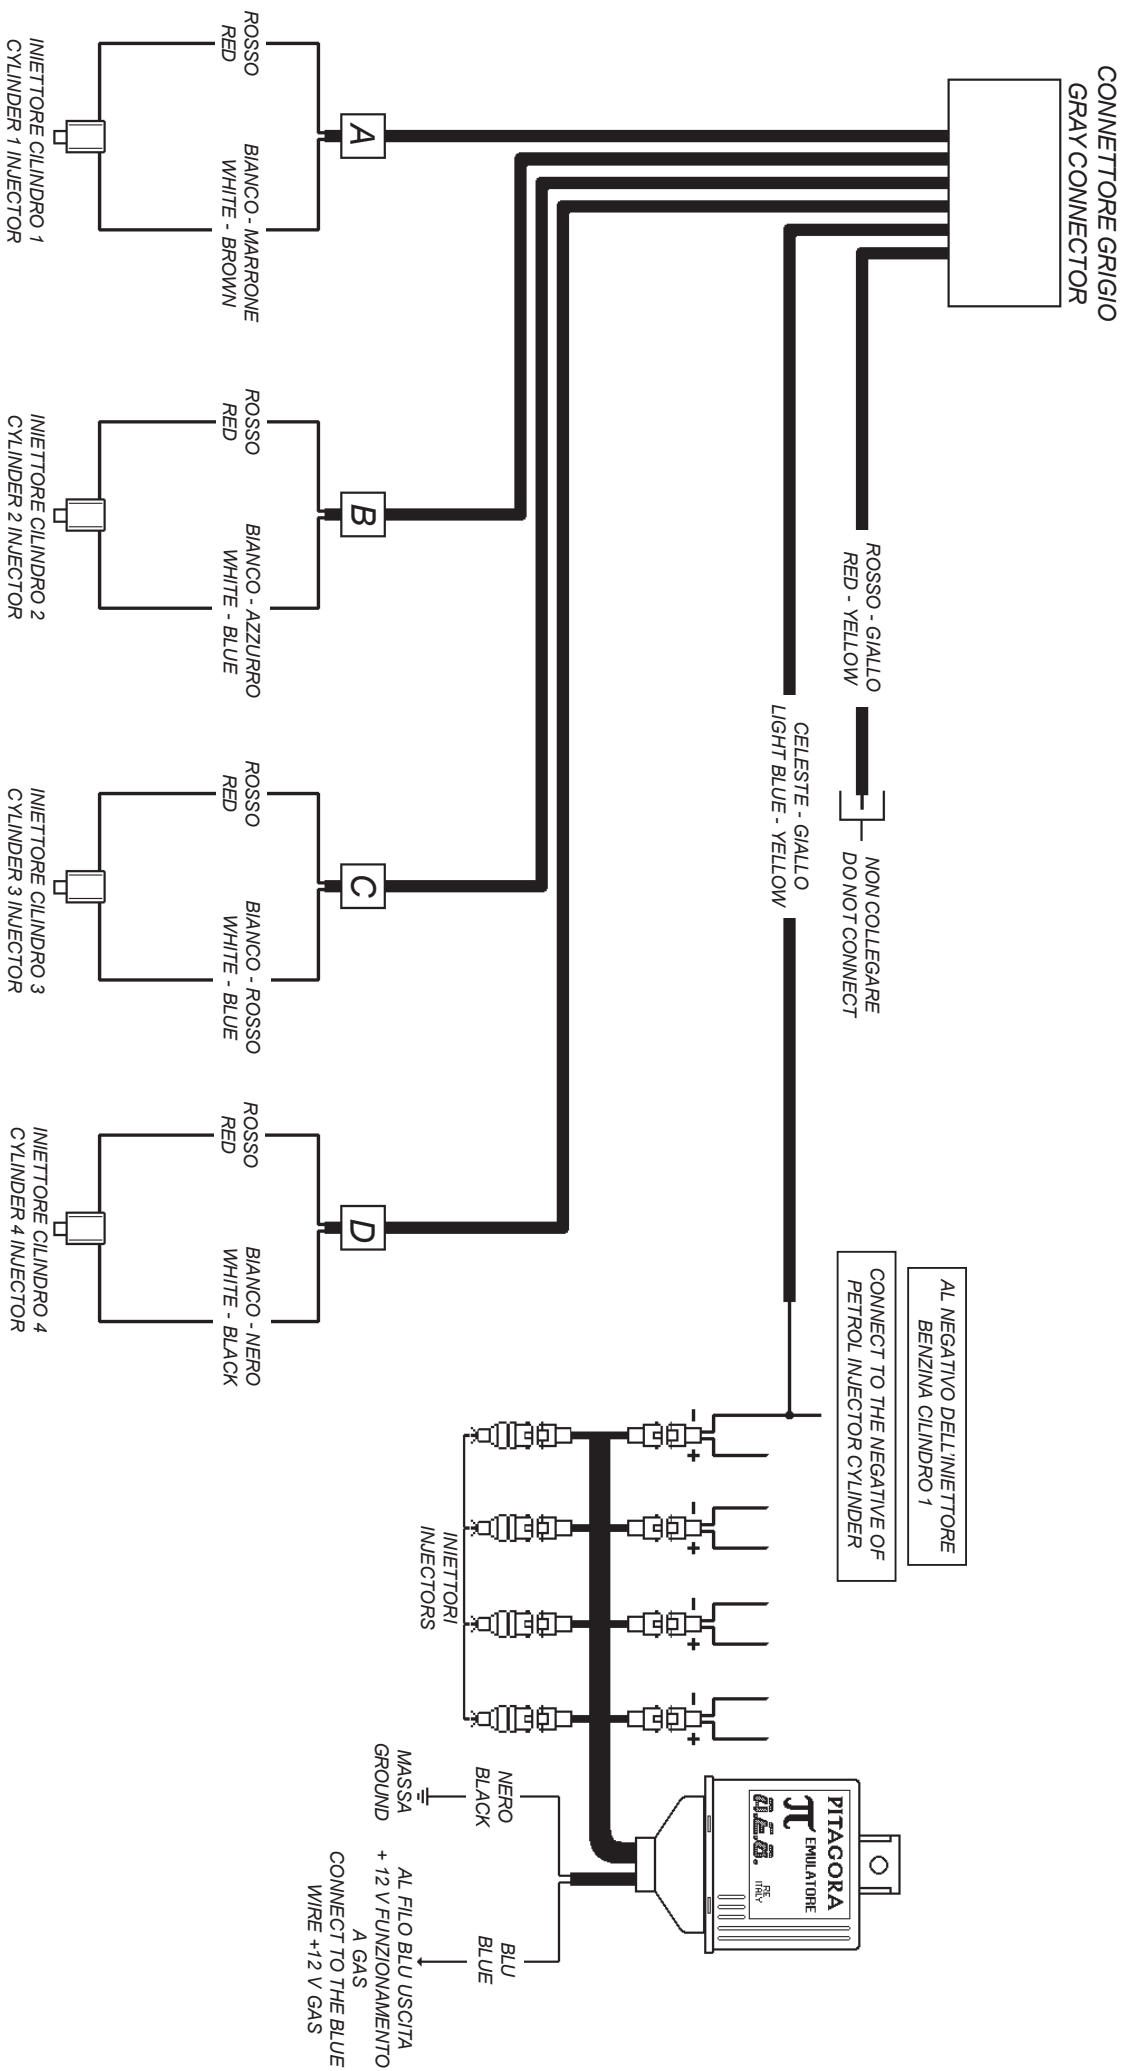 CONNETTORE GRIGIO
GRAY CONNECTOR
ROSSO - GIALLO
RED - YELLOW
NON COLLEGARE
DO NOT CONNECT
CELESTE - GIALLO
LIGHT BLUE - YELLOW
AL NEGATIVO DELL'INIETTORE
BENZINA CILINDRO 1
CONNECT TO THE NEGATIVE OF
PETROL INJECTOR CYLINDER
A
ROSSO
RED
BIANCO - MARRONE
WHITE - BROWN
INIETTORE CILINDRO 1
CYLINDER 1 INJECTOR
B
ROSSO
RED
BIANCO - AZZURRO
WHITE - BLUE
INIETTORE CILINDRO 2
CYLINDER 2 INJECTOR
C
ROSSO
RED
BIANCO - ROSSO
WHITE - BLUE
INIETTORE CILINDRO 3
CYLINDER 3 INJECTOR
D
ROSSO
RED
BIANCO - NERO
WHITE - BLACK
INIETTORE CILINDRO 4
CYLINDER 4 INJECTOR
- +
- +
- +
- +
INIETTORI
INJECTORS
PITAGORA
π EMULATORE
A.E.B.
RE
ITALY
NERO
BLACK
MASSA
GROUND
BLU
BLUE
AL FILO BLU USCITA
+ 12 V FUNZIONAMENTO
A GAS
CONNECT TO THE BLUE
WIRE +12 V GAS